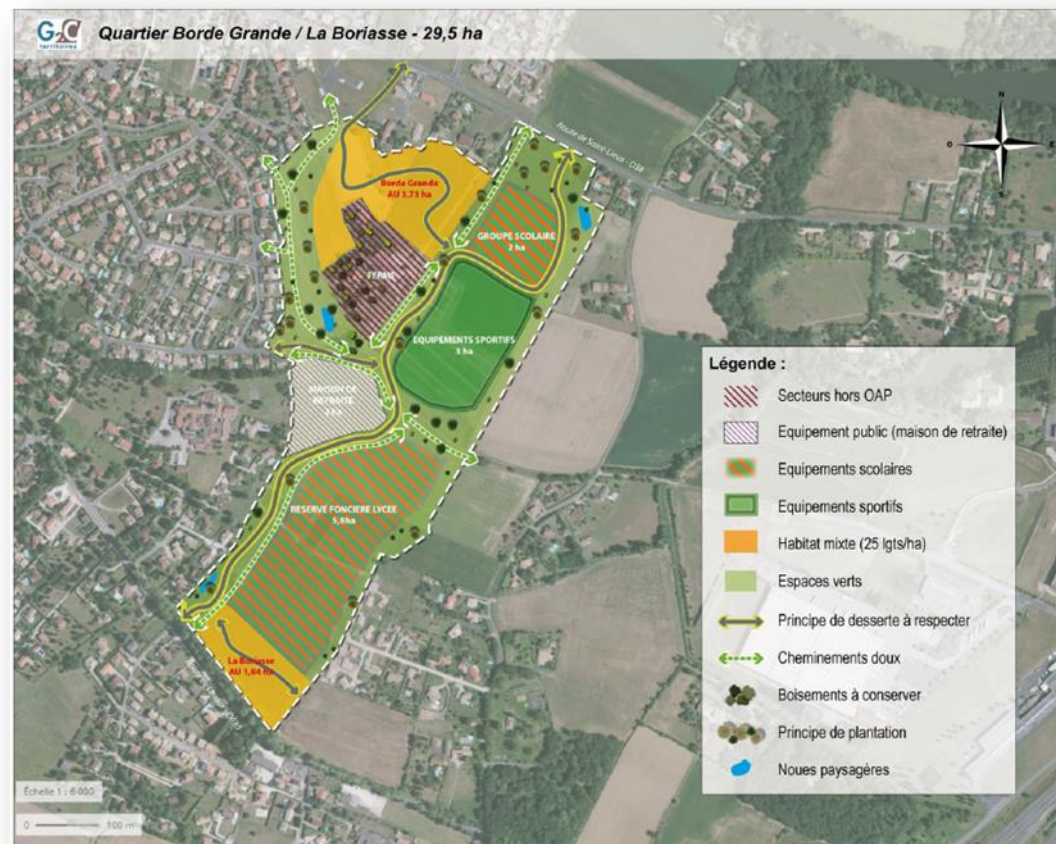 G2C
territoires
Quartier Borde Grande / La Boriasse - 29,5 ha
N
O
E
S
Route de Saint-Lieux - D38
Borde Grande
AU 3,73 ha
GROUPE SCOLAIRE
2 ha
FERME
EQUIPEMENTS SPORTIFS
3 ha
MAISON DE
RETRAITE
RESERVE FONCIERE LYCEE
5,8ha
La Boriasse
AU 1,84 ha
Légende :
Secteurs hors OAP
Equipement public (maison de retraite)
Equipements scolaires
Equipements sportifs
Habitat mixte (25 lgts/ha)
Espaces verts
Principe de desserte à respecter
Cheminements doux
Boisements à conserver
Principe de plantation
Noues paysagères
Échelle 1 : 6 000
0
100 m